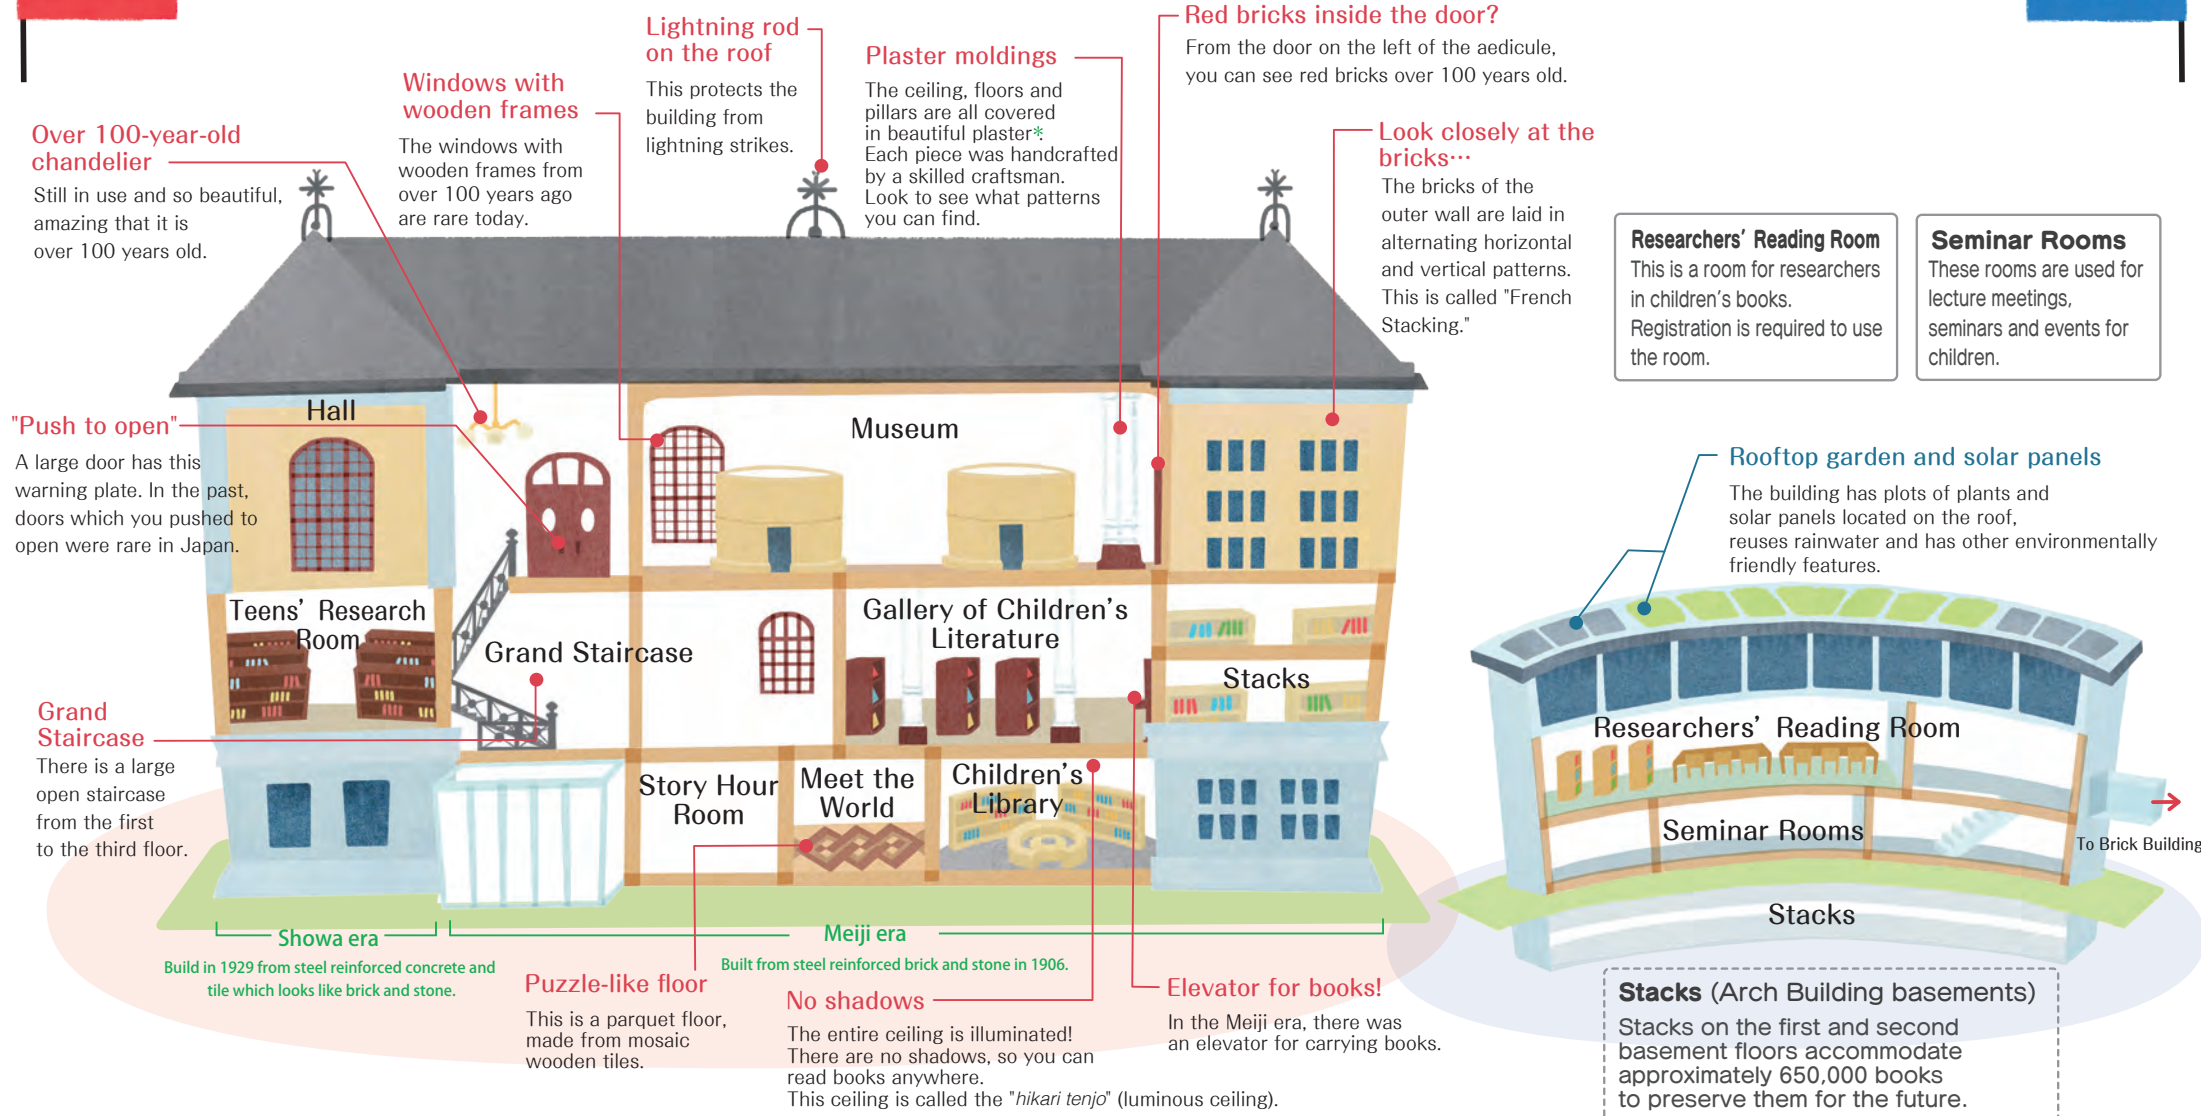 Over 100-year-old
chandelier
Still in use and so beautiful,
amazing that it is
over 100 years old.
Windows with
wooden frames
The windows with
wooden frames from
over 100 years ago
are rare today.
Lightning rod
on the roof
This protects the
building from
lightning strikes.
Plaster moldings
The ceiling, floors and
pillars are all covered
in beautiful plaster*.
Each piece was handcrafted
by a skilled craftsman.
Look to see what patterns
you can find.
Red bricks inside the door?
From the door on the left of the aedicule,
you can see red bricks over 100 years old.
Look closely at the
bricks…
The bricks of the
outer wall are laid in
alternating horizontal
and vertical patterns.
This is called "French
Stacking."
Researchers' Reading Room
This is a room for researchers
in children's books.
Registration is required to use
the room.
Seminar Rooms
These rooms are used for
lecture meetings,
seminars and events for
children.
"Push to open"
A large door has this
warning plate. In the past,
doors which you pushed to
open were rare in Japan.
Hall
Museum
Rooftop garden and solar panels
The building has plots of plants and
solar panels located on the roof,
reuses rainwater and has other environmentally
friendly features.
Teens' Research
Room
Grand Staircase
Gallery of Children's
Literature
Stacks
Grand
Staircase
There is a large
open staircase
from the first
to the third floor.
Story Hour
Room
Meet the
World
Children's
Library
Researchers' Reading Room
Seminar Rooms
To Brick Building
Stacks
Showa era
Build in 1929 from steel reinforced concrete and
tile which looks like brick and stone.
Meiji era
Built from steel reinforced brick and stone in 1906.
Puzzle-like floor
This is a parquet floor,
made from mosaic
wooden tiles.
No shadows
The entire ceiling is illuminated!
There are no shadows, so you can
read books anywhere.
This ceiling is called the "hikari tenjo" (luminous ceiling).
Elevator for books!
In the Meiji era, there was
an elevator for carrying books.
Stacks (Arch Building basements)
Stacks on the first and second
basement floors accommodate
approximately 650,000 books
to preserve them for the future.